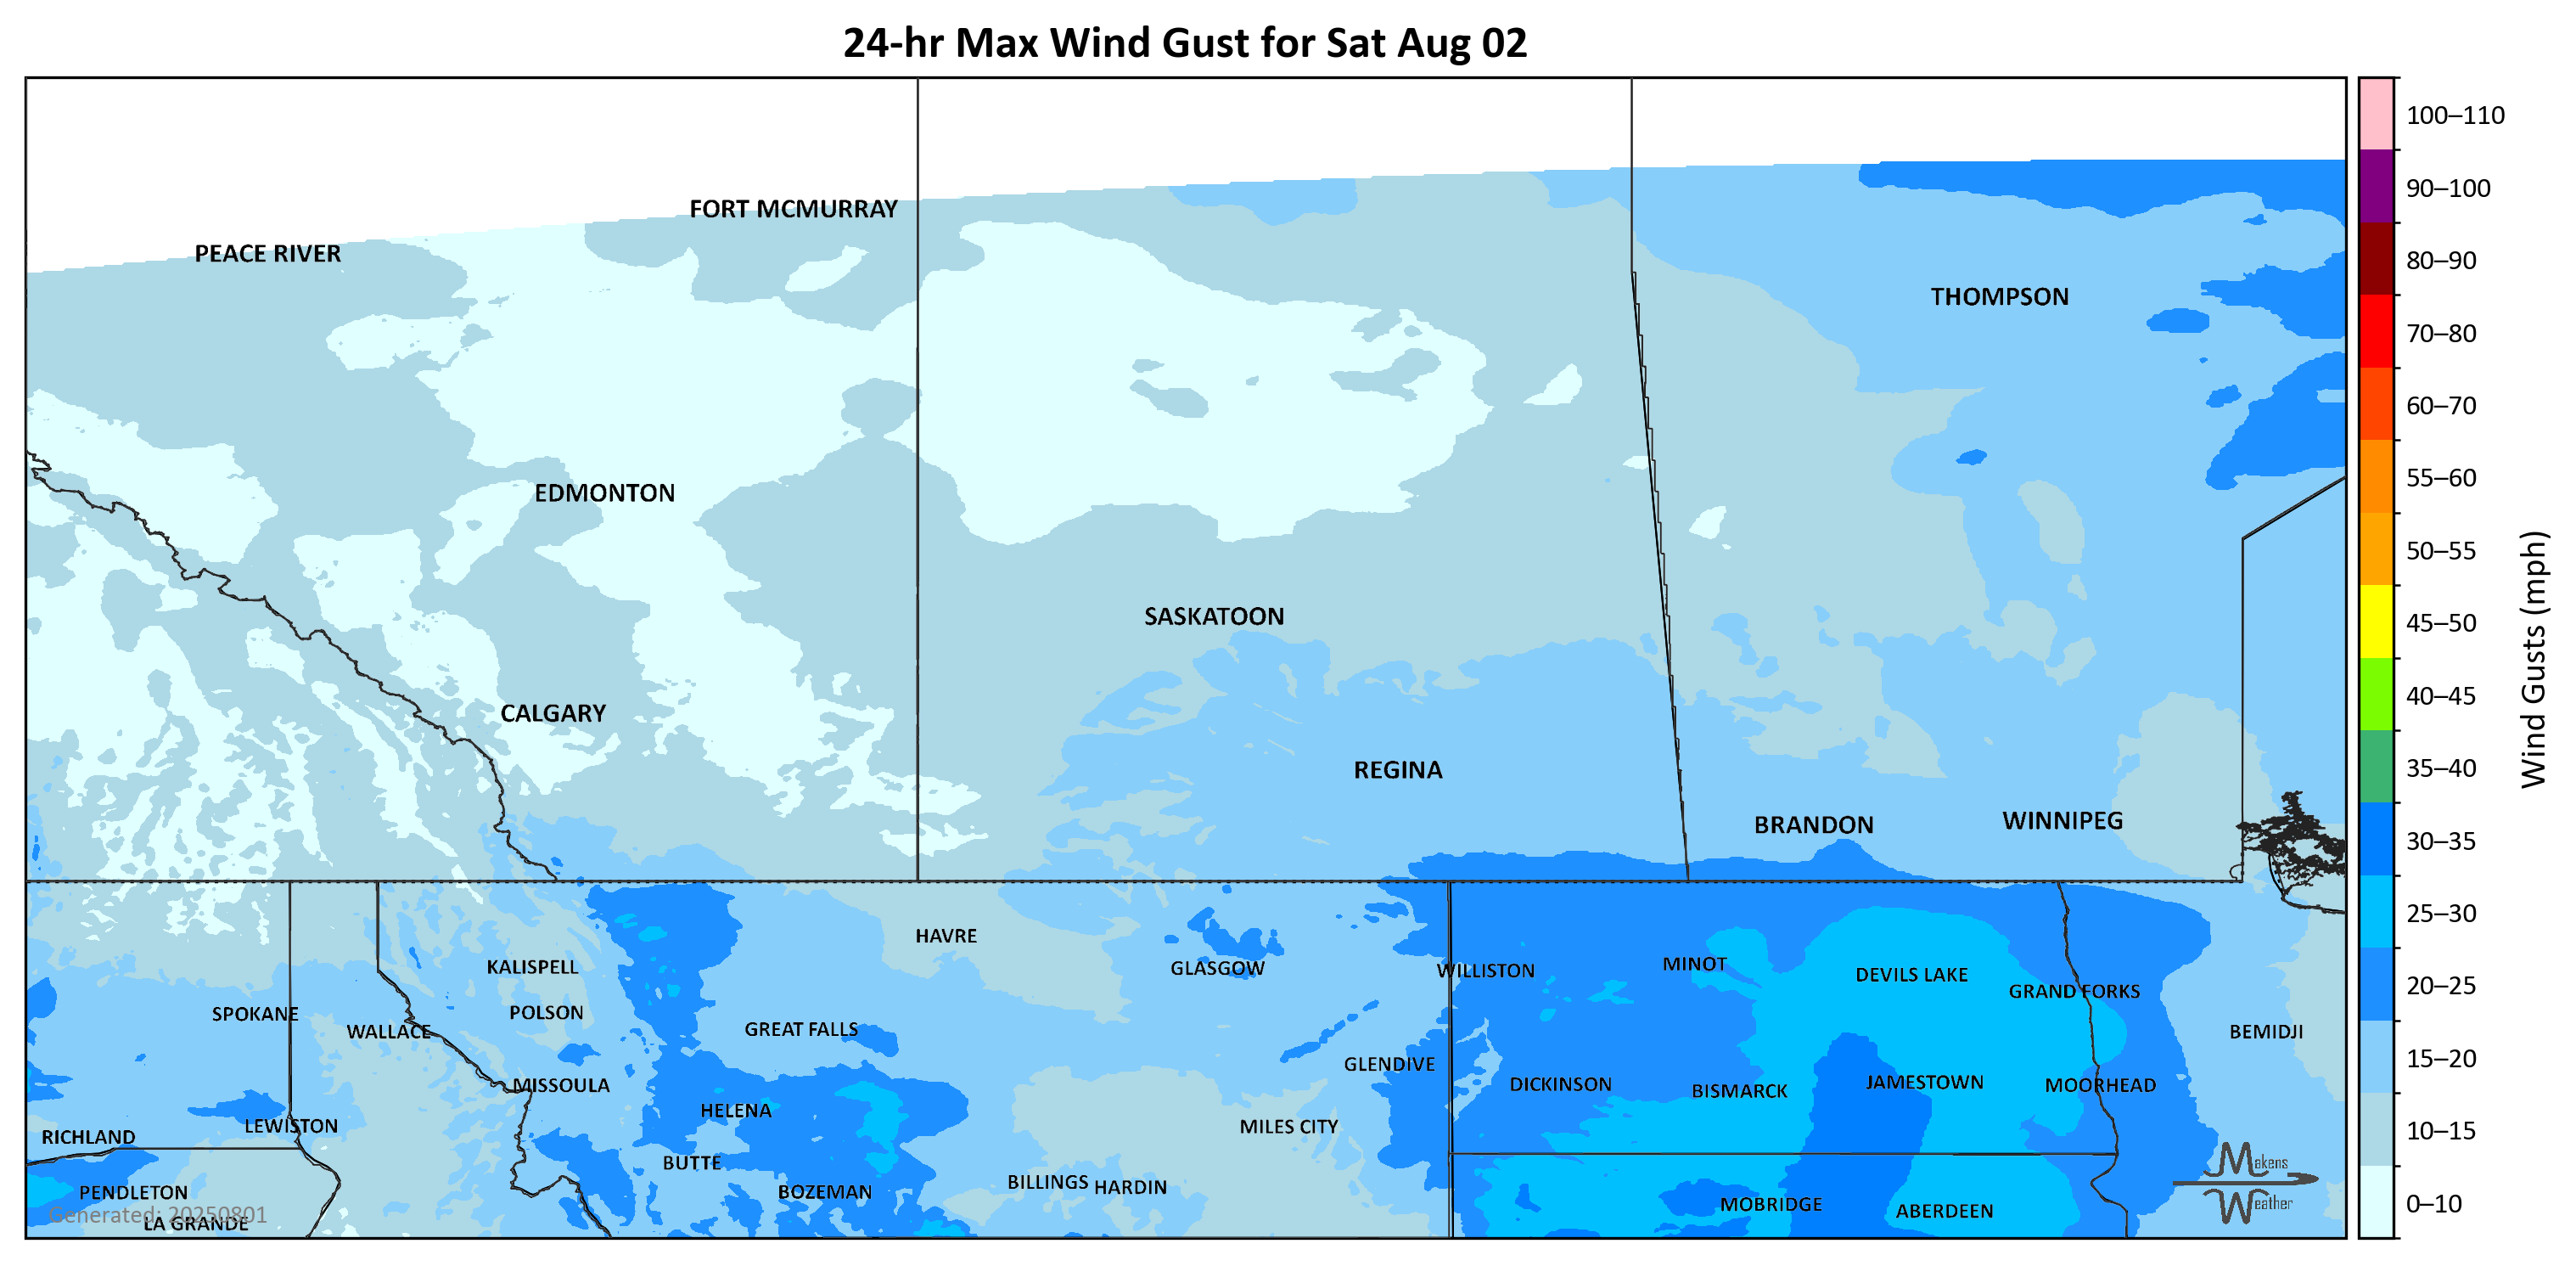 24-hr Max Wind Gust for Sat Aug 02
FORT MCMURRAY
PEACE RIVER
THOMPSON
EDMONTON
SASKATOON
CALGARY
REGINA
BRANDON
WINNIPEG
HAVRE
KALISPELL
GLASGOW
WILLISTON
MINOT
DEVILS LAKE
GRAND FORKS
SPOKANE
POLSON
WALLACE
GREAT FALLS
BEMIDJI
GLENDIVE
MISSOULA
DICKINSON
BISMARCK
JAMESTOWN
MOORHEAD
HELENA
LEWISTON
MILES CITY
RICHLAND
BUTTE
BILLINGS
HARDIN
PENDLETON
BOZEMAN
MOBRIDGE
ABERDEEN
Generated: 20250801
LA GRANDE
Makens
Weather
100–110
90–100
80–90
70–80
60–70
55–60
50–55
45–50
40–45
35–40
30–35
25–30
20–25
15–20
10–15
0–10
Wind Gusts (mph)